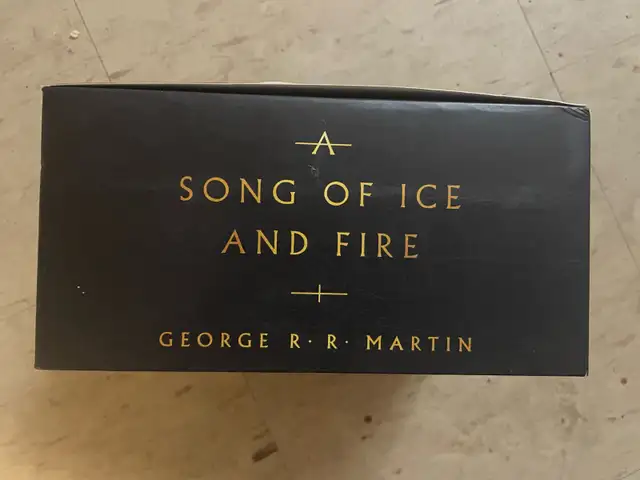 A
SONG OF ICE
AND FIRE
GEORGE R· R· MARTIN